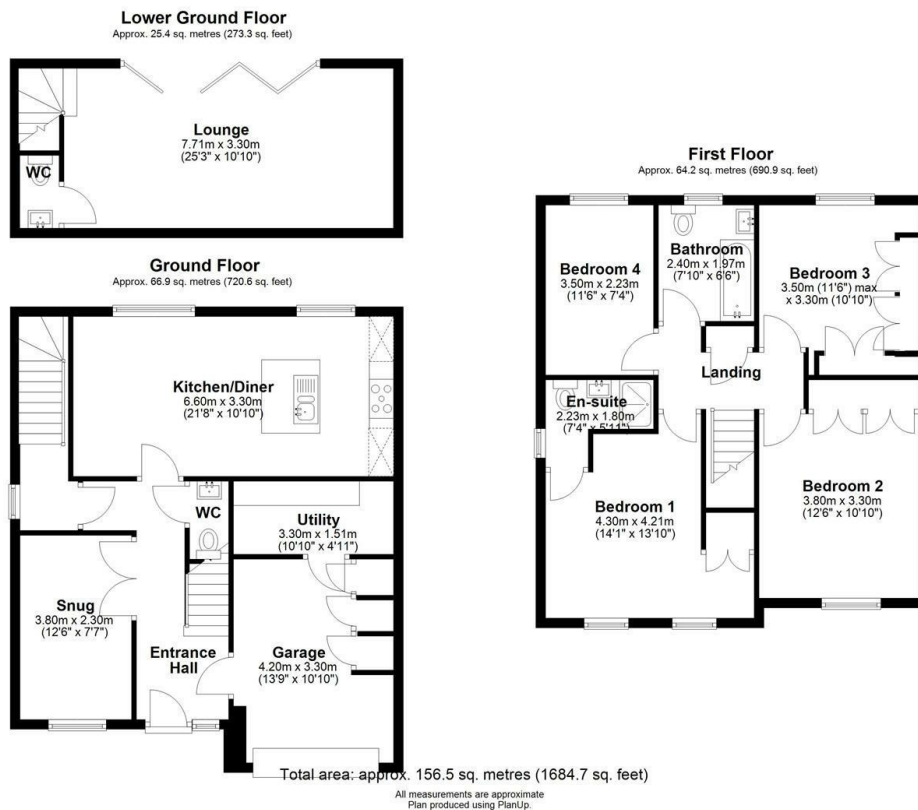 Lower Ground Floor
Approx. 25.4 sq. metres (273.3 sq. feet)
Lounge
7.71m x 3.30m
(25'3" x 10'10")
WC
Ground Floor
Approx. 66.9 sq. metres (720.6 sq. feet)
Kitchen/Diner
6.60m x 3.30m
(21'8" x 10'10")
WC
Utility
3.30m x 1.51m
(10'10" x 4'11")
Snug
3.80m x 2.30m
(12'6" x 7'7")
Entrance
Hall
Garage
4.20m x 3.30m
(13'9" x 10'10")
First Floor
Approx. 64.2 sq. metres (690.9 sq. feet)
Bedroom 4
3.50m x 2.23m
(11'6" x 7'4")
Bathroom
2.40m x 1.97m
(7'10" x 6'6")
Bedroom 3
3.50m (11'6") max
x 3.30m (10'10")
Landing
En-suite
2.23m x 1.80m
(7'4" x 5'11")
Bedroom 1
4.30m x 4.21m
(14'1" x 13'10")
Bedroom 2
3.80m x 3.30m
(12'6" x 10'10")
Total area: approx. 156.5 sq. metres (1684.7 sq. feet)
All measurements are approximate
Plan produced using PlanUp.